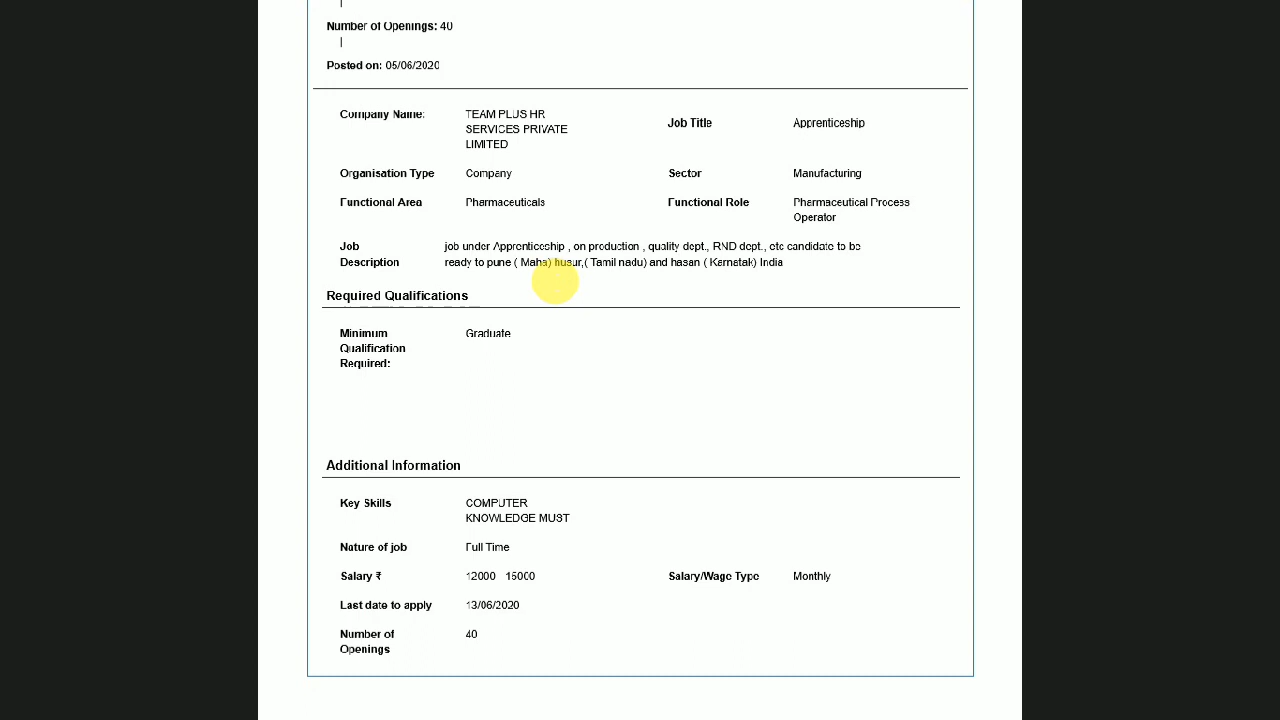 Number of Openings: 40
|
Posted on: 05/06/2020
Company Name: TEAM PLUS HR SERVICES PRIVATE LIMITED
Job Title Apprenticeship
Organisation Type Company
Sector Manufacturing
Functional Area Pharmaceuticals
Functional Role Pharmaceutical Process Operator
Job Description job under Apprenticeship , on production , quality dept., RND dept., etc candidate to be
ready to pune ( Maha) husur,( Tamil nadu) and hasan ( Karnatak) India
Required Qualifications
Minimum Qualification Required: Graduate
Additional Information
Key Skills COMPUTER KNOWLEDGE MUST
Nature of job Full Time
Salary ₹ 12000 15000
Salary/Wage Type Monthly
Last date to apply 13/06/2020
Number of Openings 40